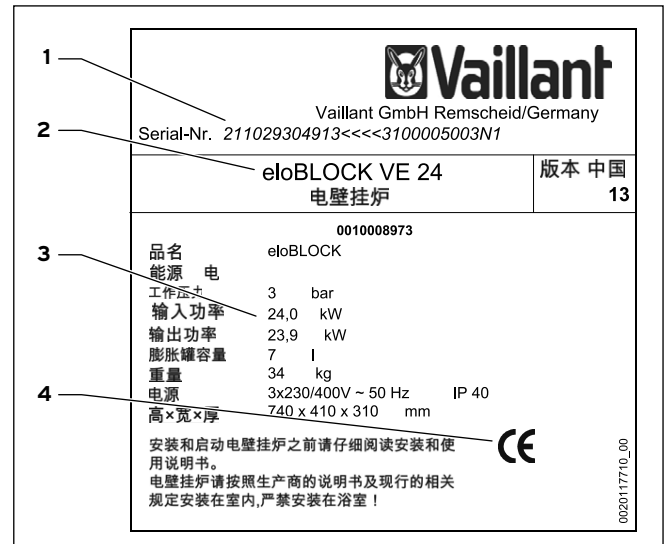 1
Vaillant
Vaillant GmbH Remscheid/Germany
Serial-Nr. 211029304913<<<<3100005003N1
2
eloBLOCK VE 24
电壁挂炉
版本 中国
13
0010008973
品名 eloBLOCK
能源 电
工作压力 3 bar
3
输入功率 24,0 kW
输出功率 23,9 kW
膨胀罐容量 7 l
重量 34 kg
4
电源 3x230/400V ~ 50 Hz IP 40
高×宽×厚 740 x 410 x 310 mm
安装和启动电壁挂炉之前请仔细阅读安装和使
用说明书。
电壁挂炉请按照生产商的说明书及现行的相关
规定安装在室内,严禁安装在浴室！
CE
0020117710_00